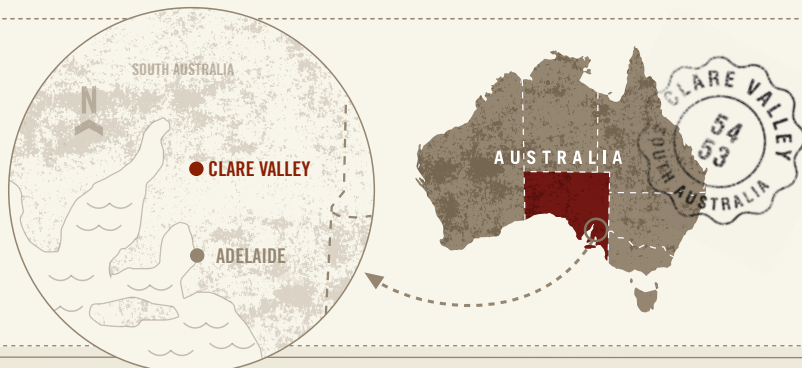 SOUTH AUSTRALIA
N
CLARE VALLEY
ADELAIDE
AUSTRALIA
CLARE VALLEY
54
53
SOUTH AUSTRALIA